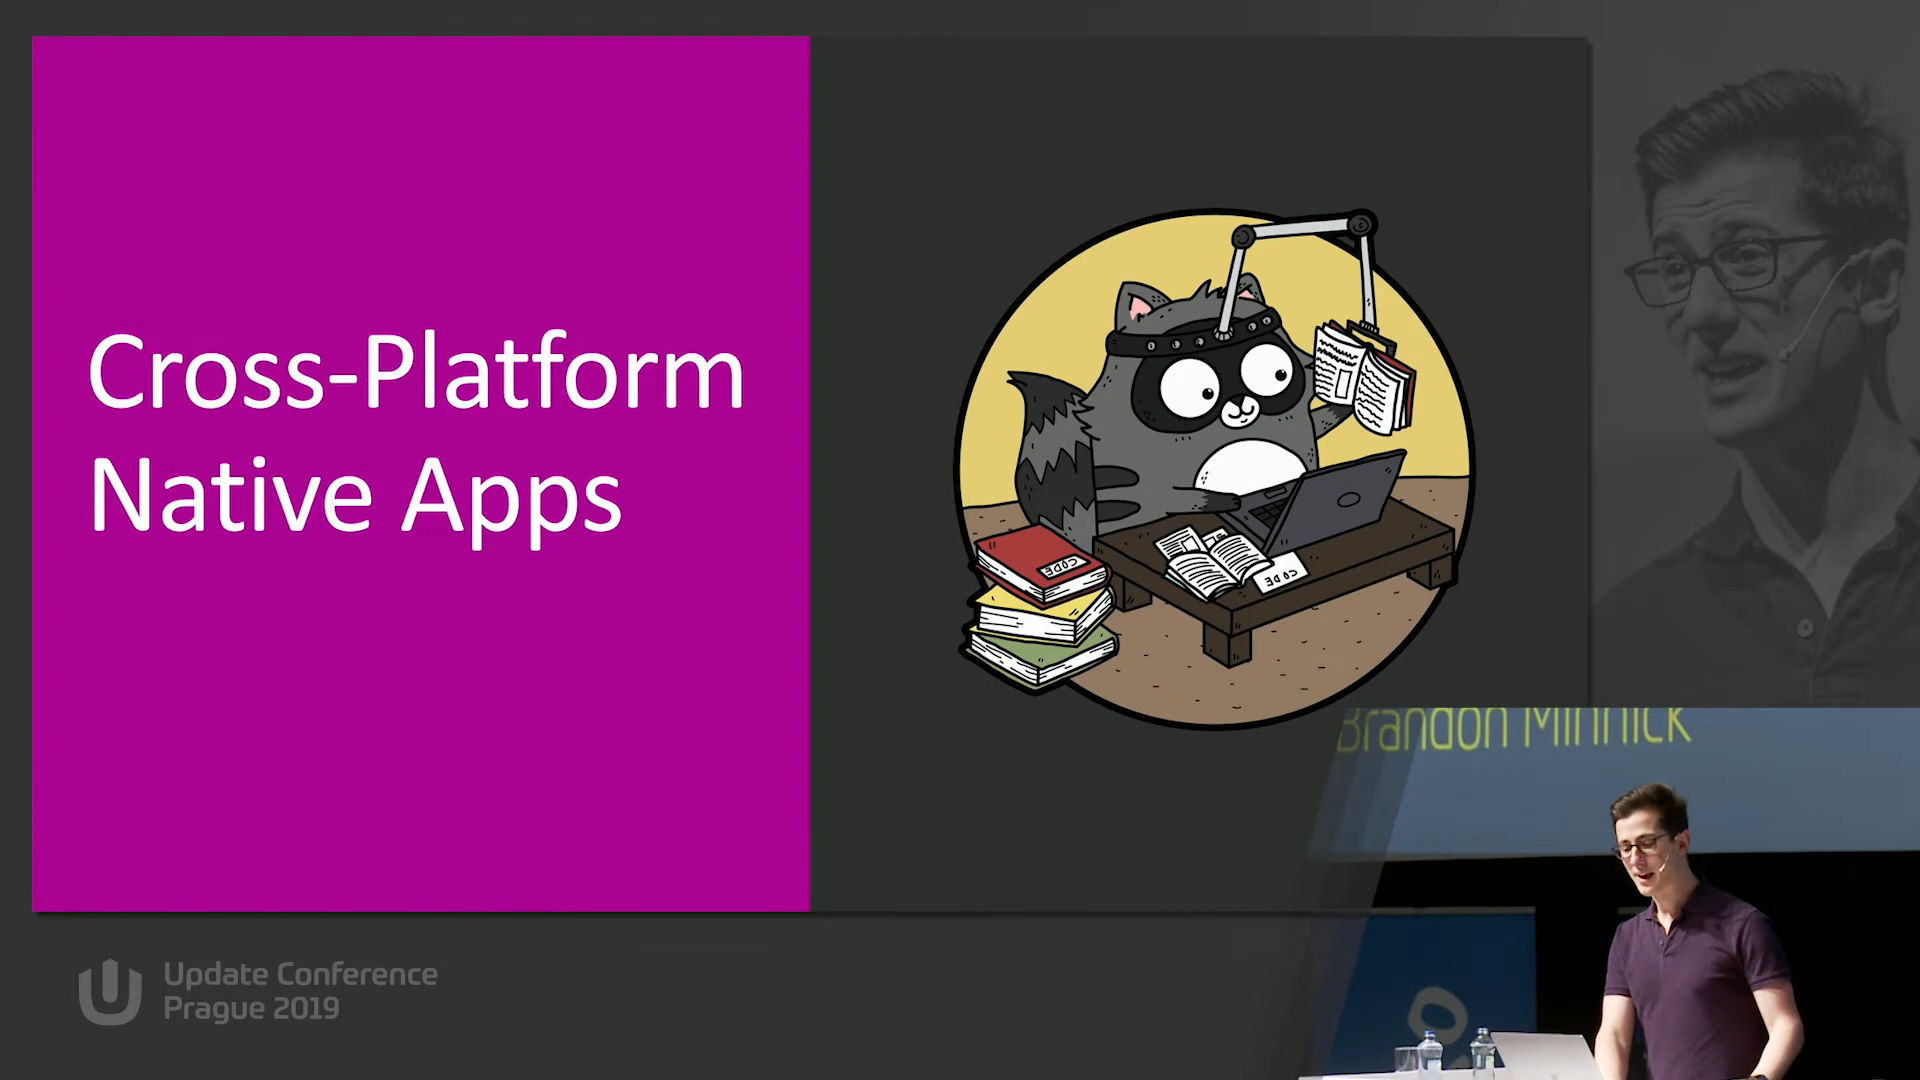 Cross-Platform
Native Apps
CODE
CODE
Brandon Minnick
Update Conference
Prague 2019